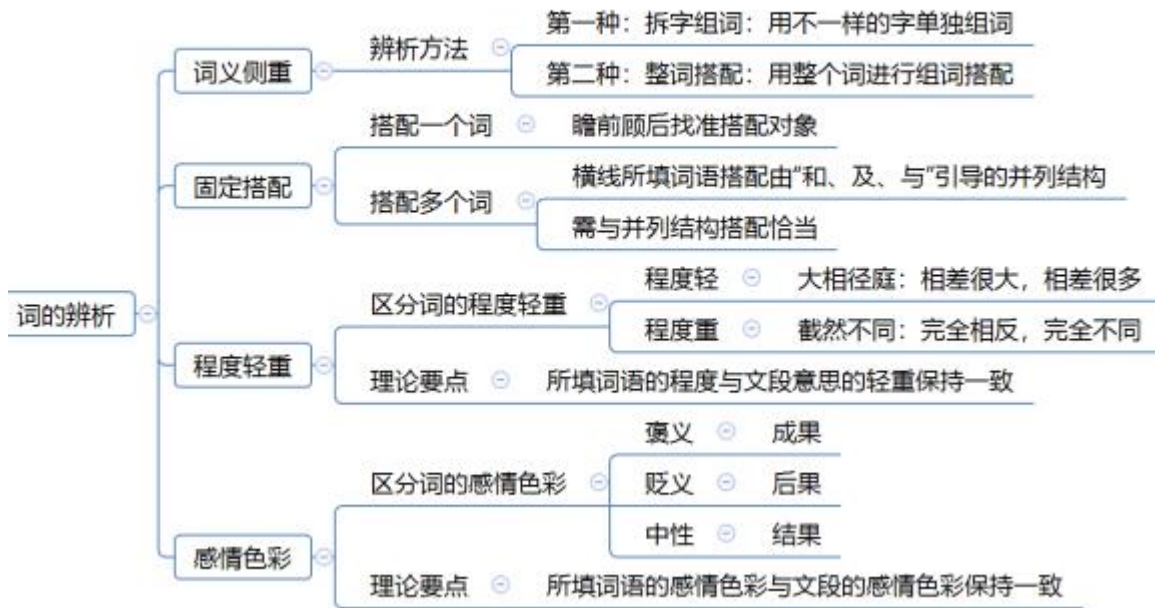 词的辨析
词义侧重
辨析方法
第一种：拆字组词：用不一样的字单独组词
第二种：整词搭配：用整个词进行组词搭配
固定搭配
搭配一个词
瞻前顾后找准搭配对象
搭配多个词
横线所填词语搭配由“和、及、与”引导的并列结构
需与并列结构搭配恰当
程度轻重
区分词的程度轻重
程度轻
大相径庭：相差很大，相差很多
程度重
截然不同：完全相反，完全不同
理论要点
所填词语的程度与文段意思的轻重保持一致
感情色彩
区分词的感情色彩
褒义
成果
贬义
后果
中性
结果
理论要点
所填词语的感情色彩与文段的感情色彩保持一致